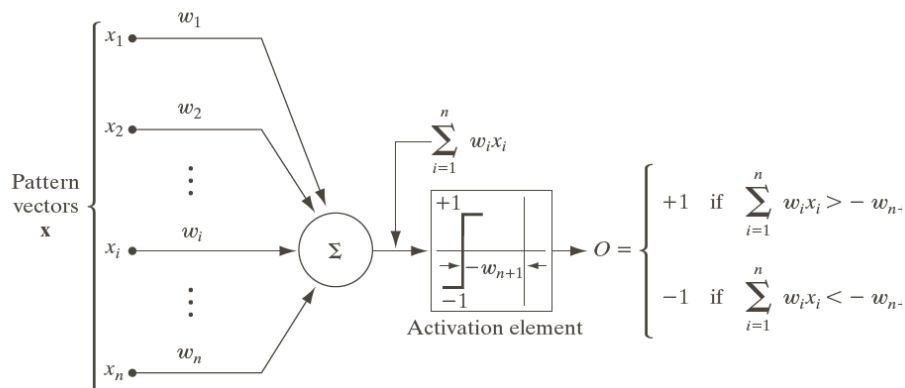 Pattern
vectors
x
x₁
w₁
x₂
w₂
⋮
xᵢ
wᵢ
⋮
xₙ
wₙ
Σ
n
∑ wᵢxᵢ
i=1
+1
−wₙ₊₁
−1
Activation element
O =
n
+1 if ∑ wᵢxᵢ > − wₙ₊
i=1
n
−1 if ∑ wᵢxᵢ < − wₙ₊
i=1